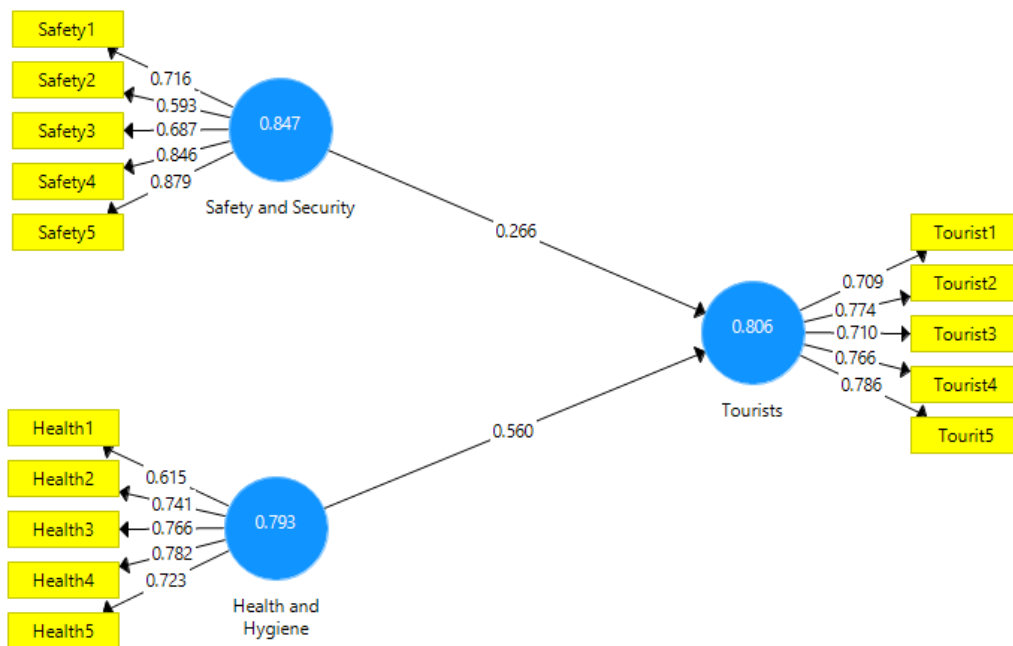 Safety1
Safety2
Safety3
Safety4
Safety5
0.716
0.593
0.687
0.846
0.879
0.847
Safety and Security
0.266
Health1
Health2
Health3
Health4
Health5
0.615
0.741
0.766
0.782
0.723
0.793
Health and
Hygiene
0.560
0.806
Tourists
0.709
0.774
0.710
0.766
0.786
Tourist1
Tourist2
Tourist3
Tourist4
Tourit5